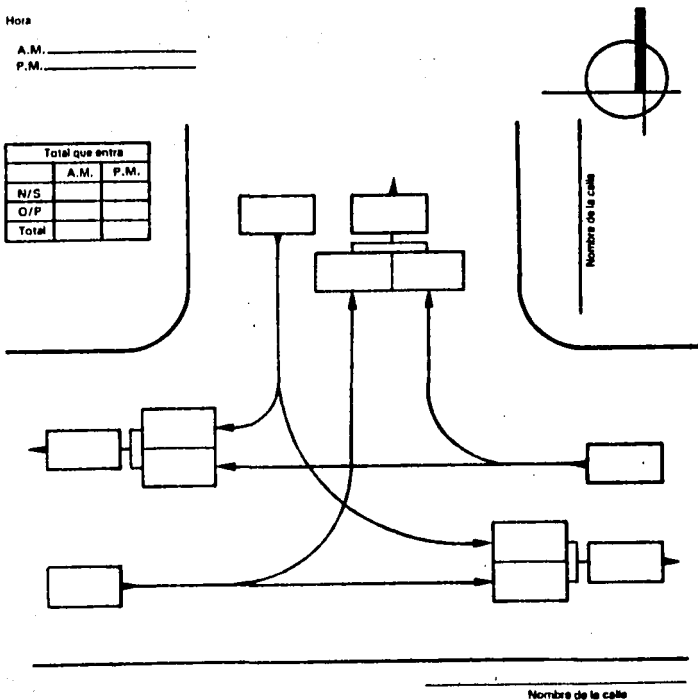 Hora
A.M.
P.M.
Total que entra
A.M. P.M.
N/S
O/P
Total
Nombre de la calle
Nombre de la calle